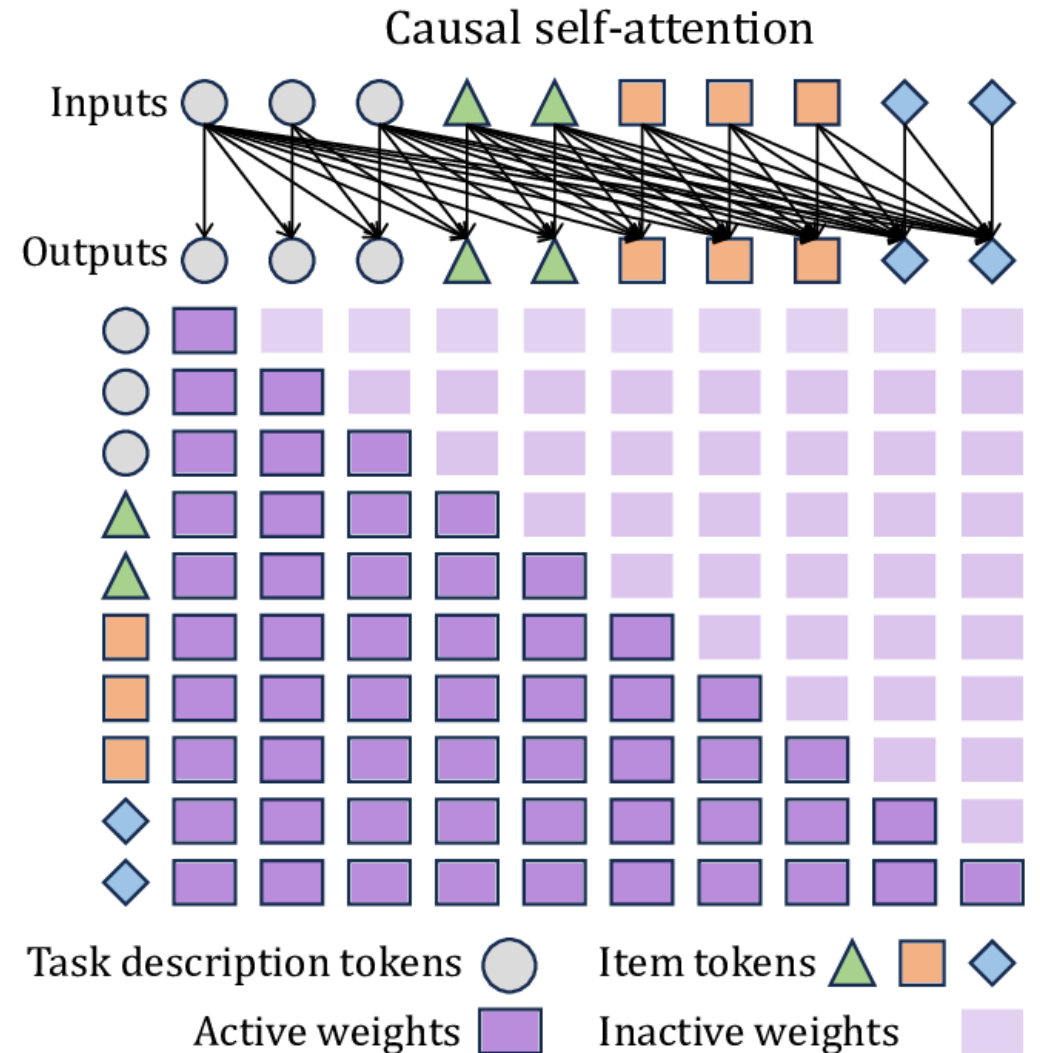 Causal self-attention
Inputs
Outputs
Task description tokens
Item tokens
Active weights
Inactive weights